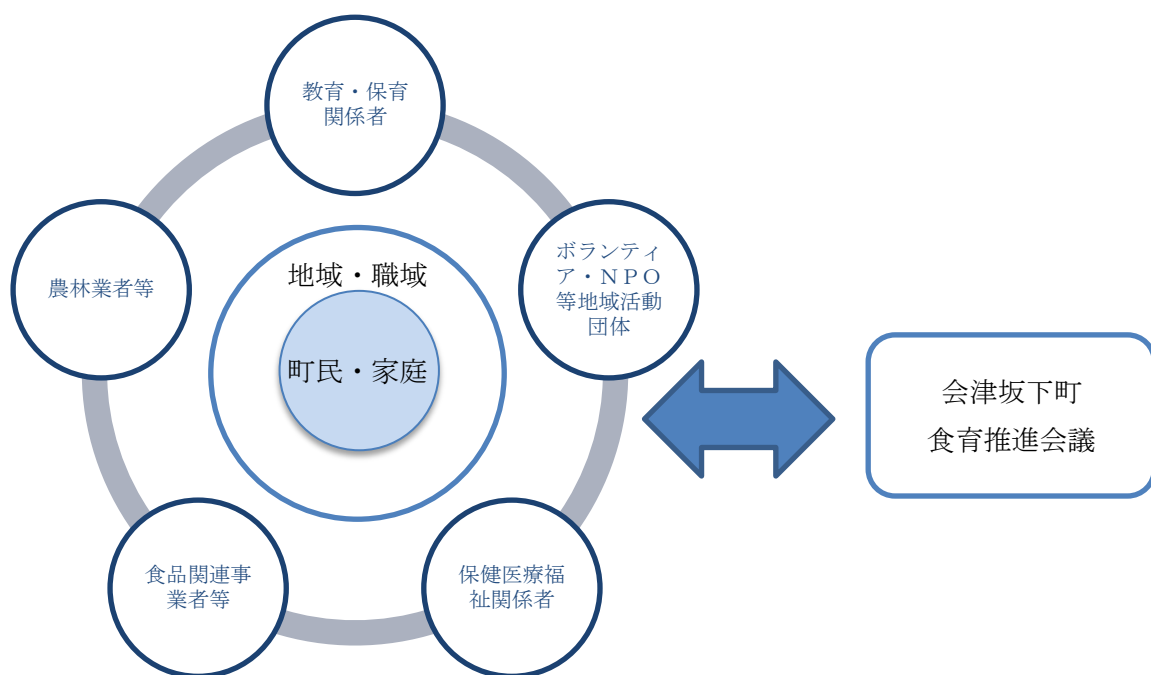 教育・保育
関係者
ボランティ
ア・ＮＰＯ
等地域活動
団体
農林業者等
地域・職域
町民・家庭
会津坂下町
食育推進会議
食品関連事
業者等
保健医療福
祉関係者